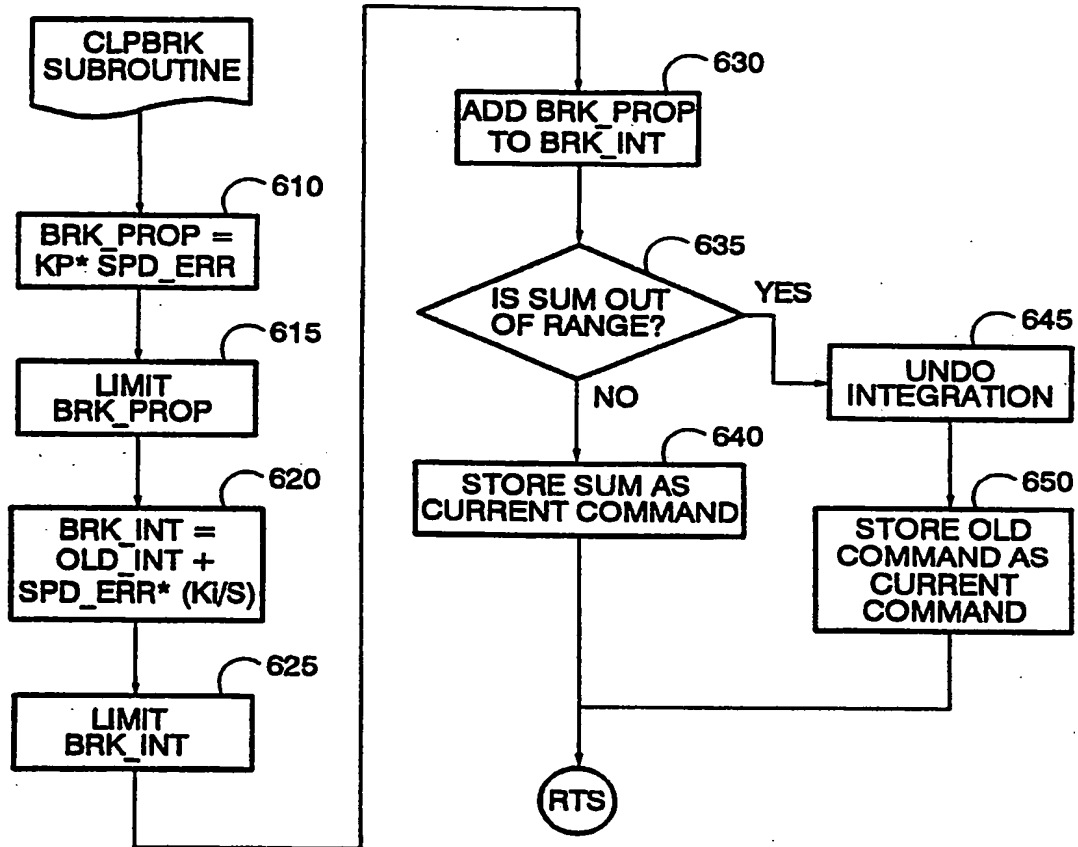 CLPBRK
SUBROUTINE
610
BRK_PROP =
KP* SPD_ERR
615
LIMIT
BRK_PROP
620
BRK_INT =
OLD_INT +
SPD_ERR* (Ki/S)
625
LIMIT
BRK_INT
630
ADD BRK_PROP
TO BRK_INT
635
IS SUM OUT
OF RANGE?
YES
NO
640
STORE SUM AS
CURRENT COMMAND
645
UNDO
INTEGRATION
650
STORE OLD
COMMAND AS
CURRENT
COMMAND
RTS